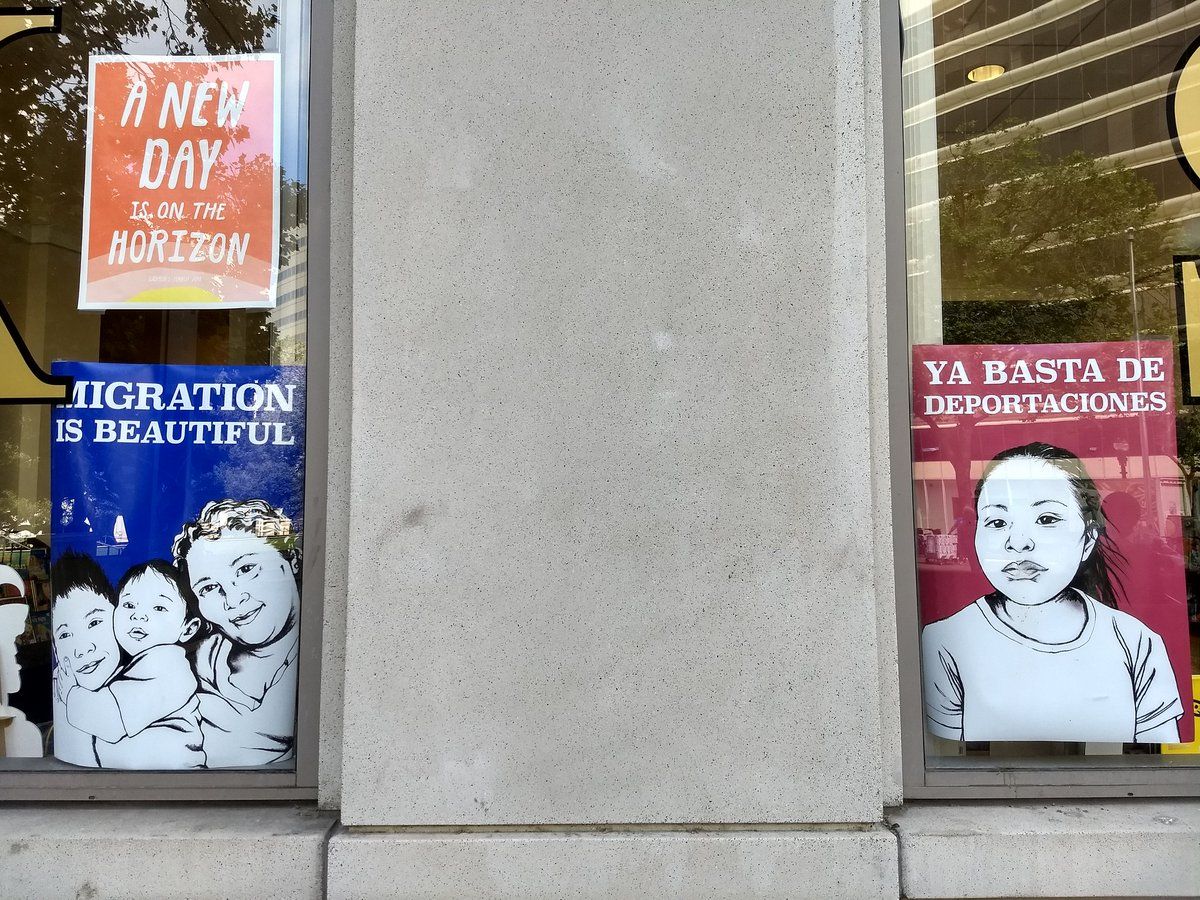 A NEW
DAY
IS ON THE
HORIZON
MIGRATION
IS BEAUTIFUL
YA BASTA DE
DEPORTACIONES